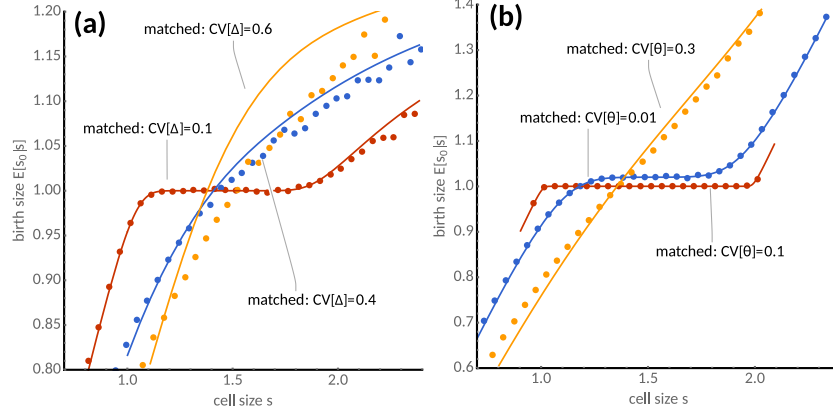 (a)
matched: CV[Δ]=0.6
matched: CV[Δ]=0.1
matched: CV[Δ]=0.4
birth size E[s₀|s]
1.20
1.15
1.10
1.05
1.00
0.95
0.90
0.85
0.80
1.0 1.5 2.0
cell size s
(b)
matched: CV[θ]=0.3
matched: CV[θ]=0.01
matched: CV[θ]=0.1
birth size E[s₀|s]
1.4
1.3
1.2
1.1
1.0
0.9
0.8
0.7
0.6
1.0 1.5 2.0
cell size s